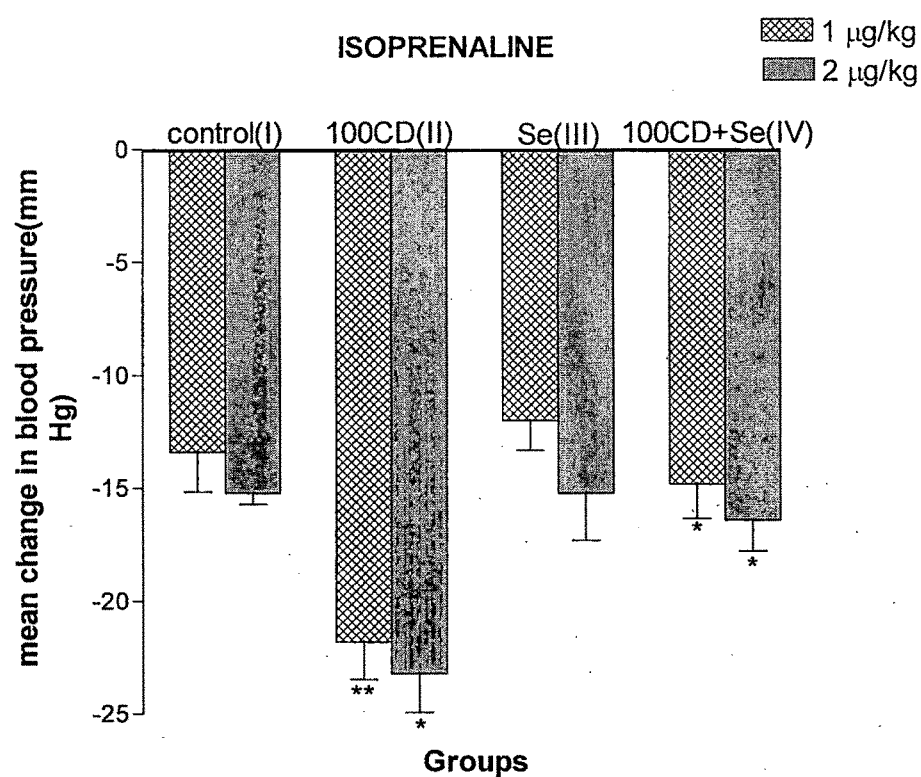 ISOPRENALINE
1 µg/kg
2 µg/kg
control(I) 100CD(II) Se(III) 100CD+Se(IV)
0
-5
-10
-15
-20
-25
mean change in blood pressure(mm
Hg)
**
*
*
*
Groups